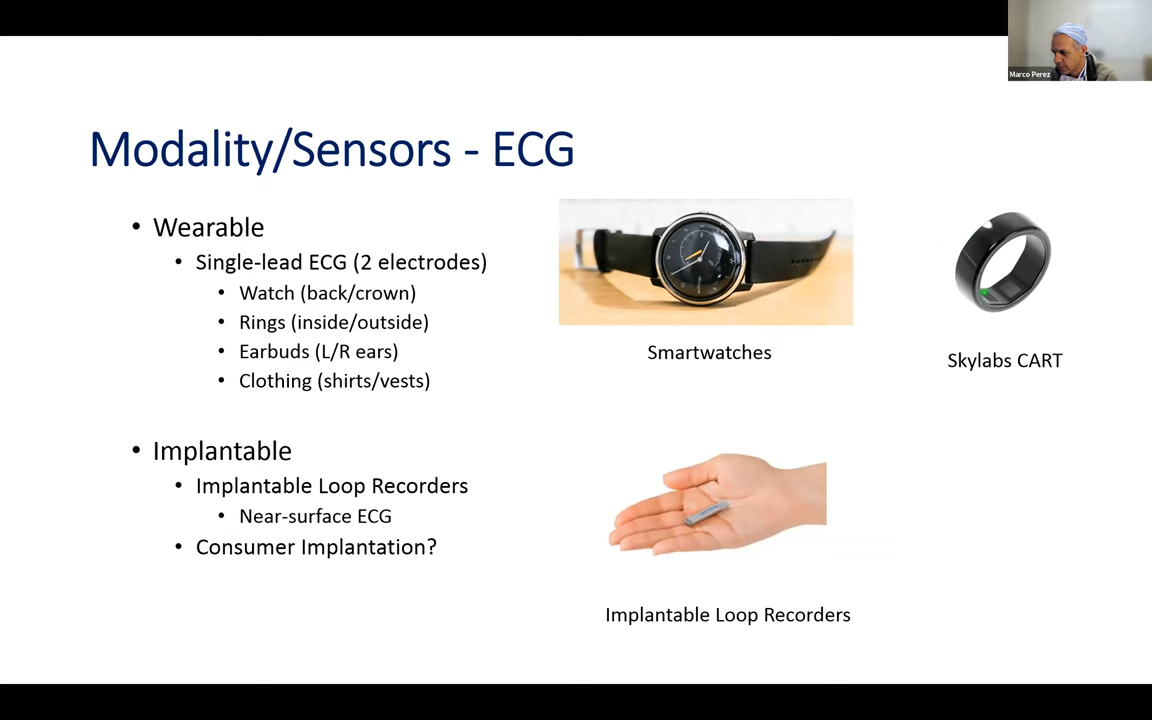 Marco Perez
Modality/Sensors - ECG
• Wearable
• Single-lead ECG (2 electrodes)
• Watch (back/crown)
• Rings (inside/outside)
• Earbuds (L/R ears)
• Clothing (shirts/vests)
• Implantable
• Implantable Loop Recorders
• Near-surface ECG
• Consumer Implantation?
Smartwatches
Skylabs CART
Implantable Loop Recorders